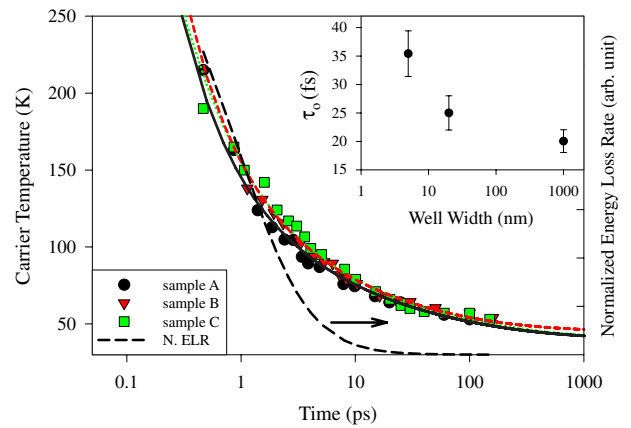 250
200
150
100
50
Carrier Temperature (K)
0.1 1 10 100 1000
Time (ps)
Normalized Energy Loss Rate (arb. unit)
40
35
30
25
20
15
τo (fs)
1 10 100 1000
Well Width (nm)
sample A
sample B
sample C
N. ELR